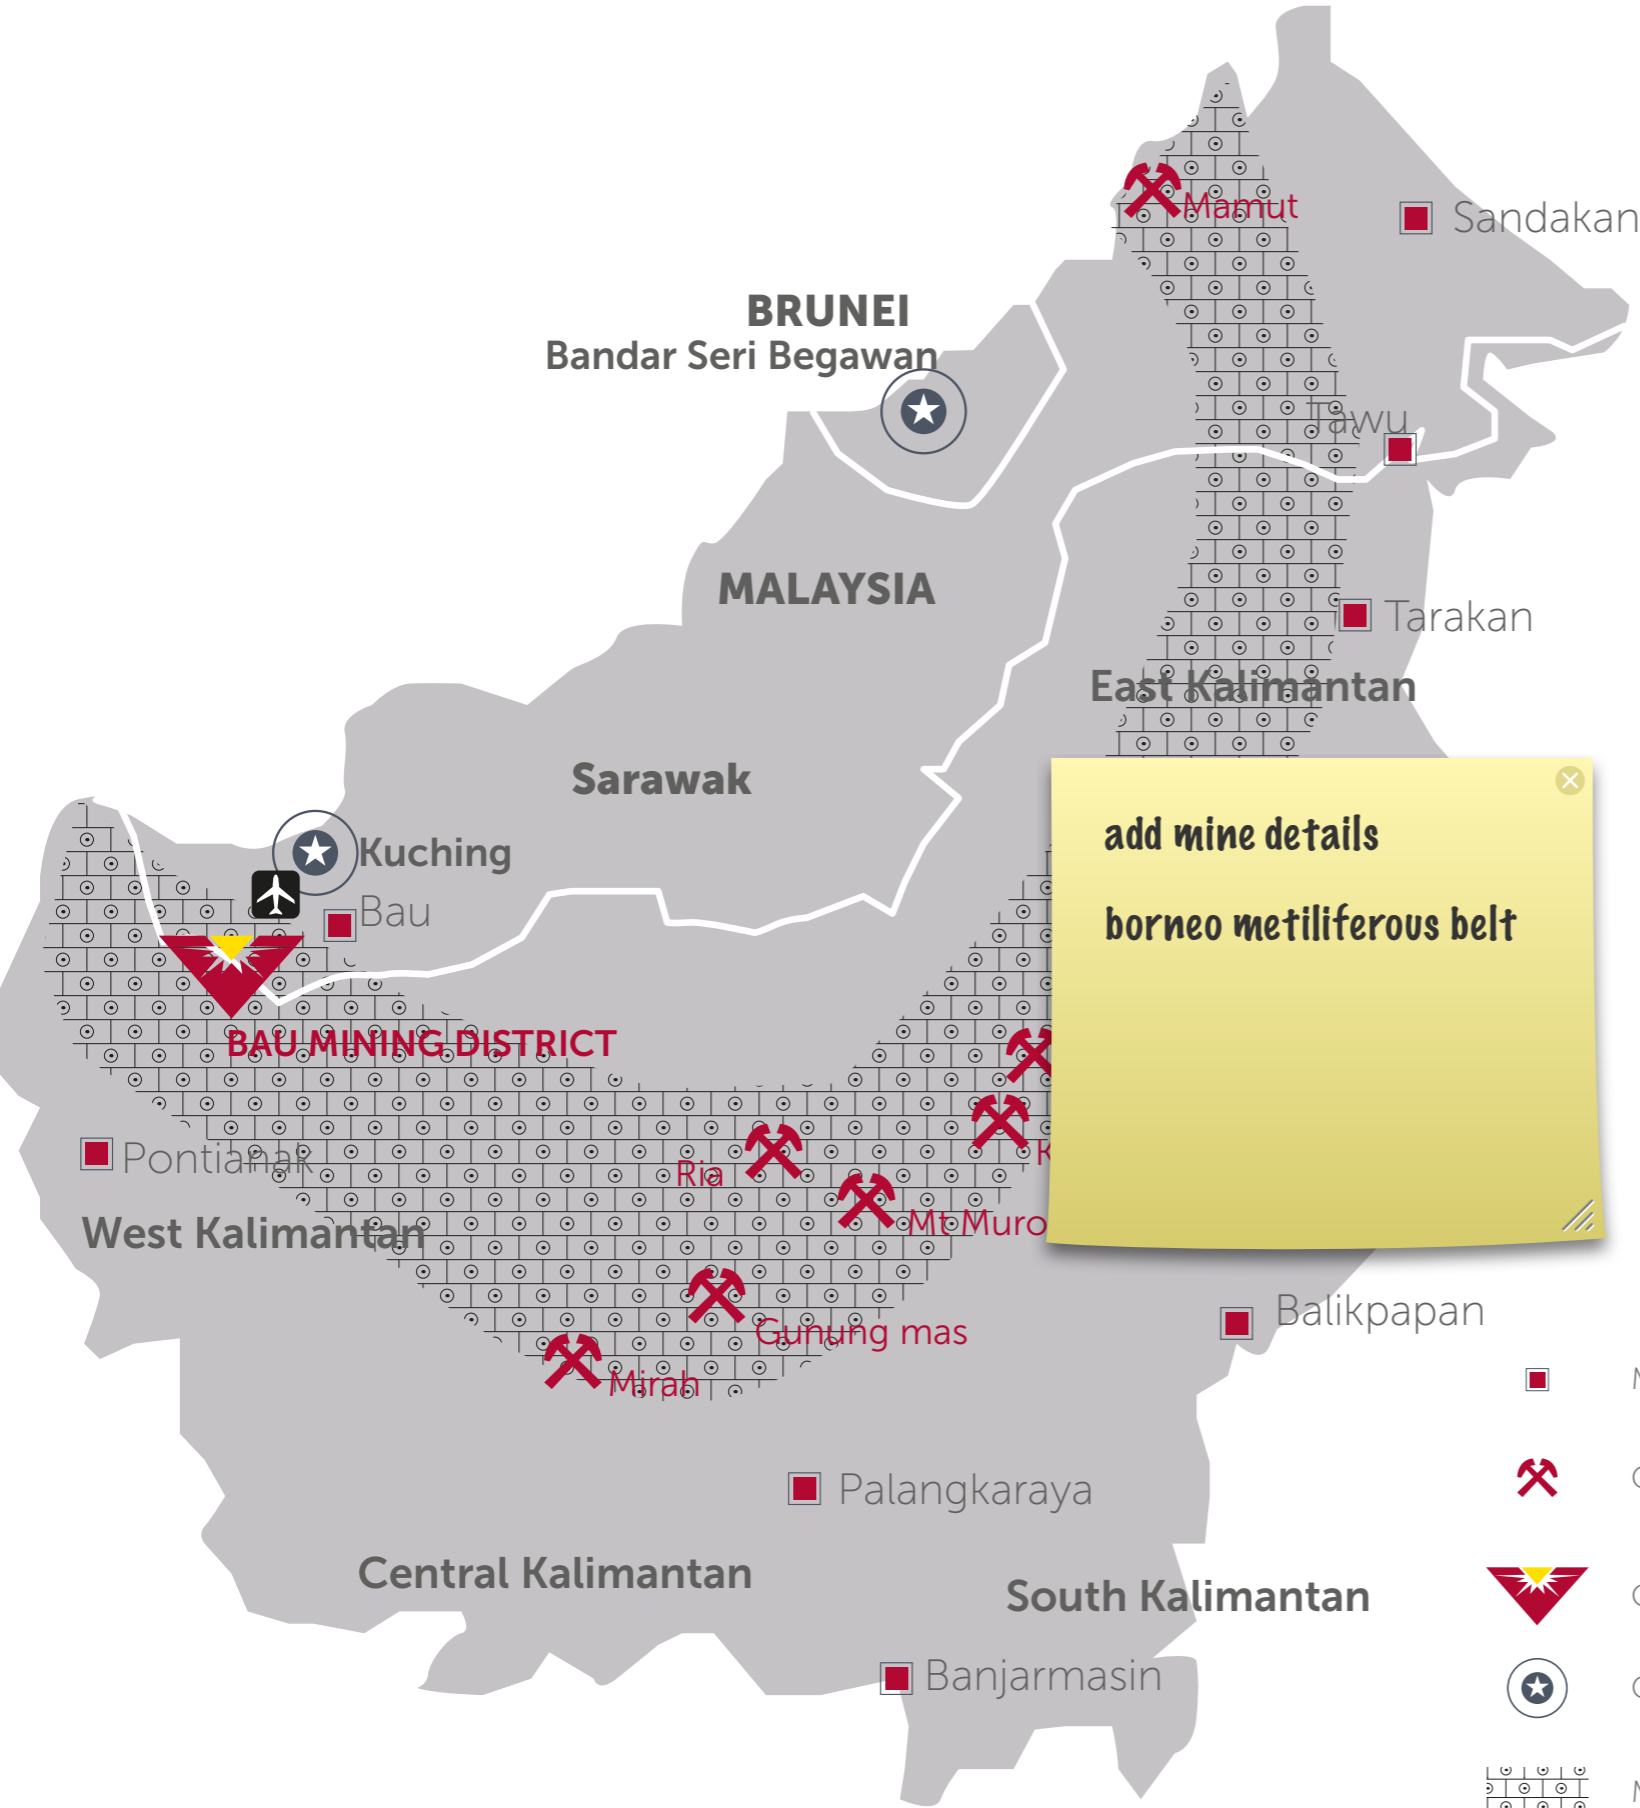 Mamut
Sandakan
BRUNEI
Bandar Seri Begawan
Tawu
MALAYSIA
Tarakan
East Kalimantan
Sarawak
add mine details
borneo metiliferous belt
Kuching
Bau
BAU MINING DISTRICT
Pontianak
K
Ria
Mt Muro
West Kalimantan
Balikpapan
Gunung mas
Mirah
Palangkaraya
Central Kalimantan
South Kalimantan
Banjarmasin